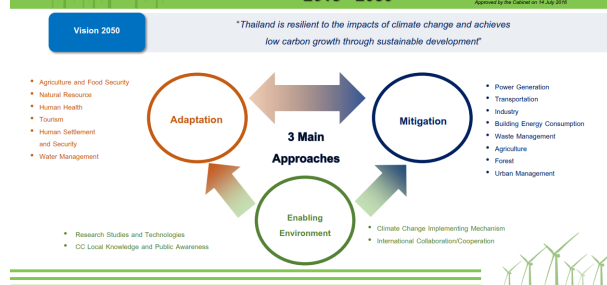 Approved by the Cabinet on 14 July 2015
Vision 2050
"Thailand is resilient to the impacts of climate change and achieves
low carbon growth through sustainable development"
• Agriculture and Food Security
• Natural Resource
• Human Health
• Tourism
• Human Settlement
and Security
• Water Management
Adaptation
3 Main
Approaches
Mitigation
• Power Generation
• Transportation
• Industry
• Building Energy Consumption
• Waste Management
• Agriculture
• Forest
• Urban Management
Enabling
Environment
• Research Studies and Technologies
• CC Local Knowledge and Public Awareness
• Climate Change Implementing Mechanism
• International Collaboration/Cooperation